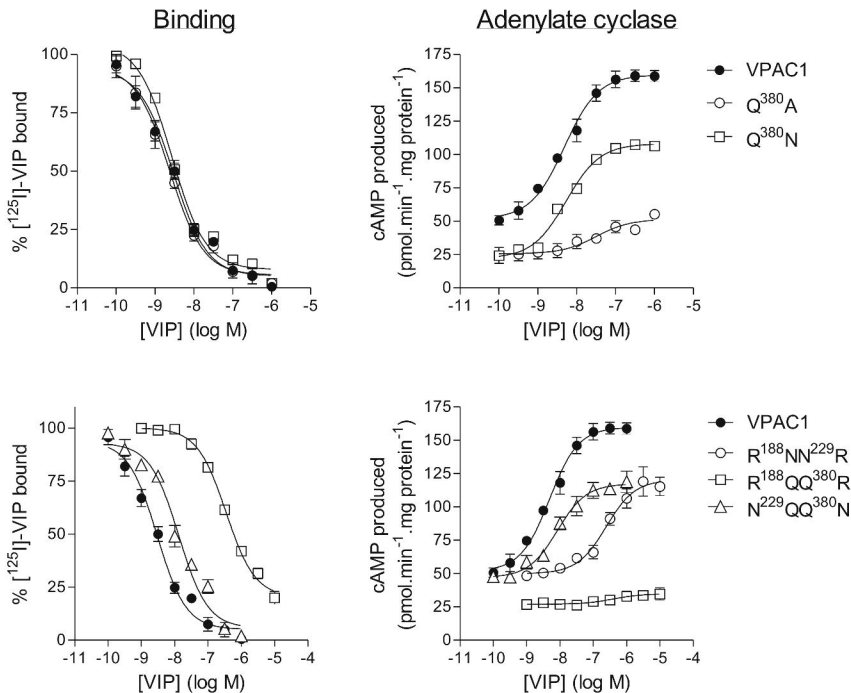 Binding
Adenylate cyclase
% [¹²⁵I]-VIP bound
100
75
50
25
0
-10 -9 -8 -7 -6 -5
[VIP] (log M)
cAMP produced
(pmol.min⁻¹.mg protein⁻¹)
175
150
125
100
75
50
25
0
-11 -10 -9 -8 -7 -6 -5
[VIP] (log M)
VPAC1
Q³⁸⁰A
Q³⁸⁰N
% [¹²⁵I]-VIP bound
100
75
50
25
0
-11 -10 -9 -8 -7 -6 -5 -4
[VIP] (log M)
cAMP produced
(pmol.min⁻¹.mg protein⁻¹)
175
150
125
100
75
50
25
0
-11 -10 -9 -8 -7 -6 -5 -4
[VIP] (log M)
VPAC1
R¹⁸⁸NN²²⁹R
R¹⁸⁸QQ³⁸⁰R
N²²⁹QQ³⁸⁰N